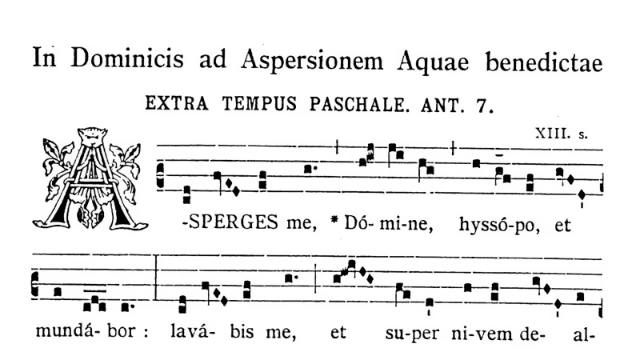 In Dominicis ad Aspersionem Aquae benedictae
EXTRA TEMPUS PASCHALE. ANT. 7.
XIII. s.
A-SPERGES me, * Dó- mi-ne, hyssó-po, et
mundá- bor : lavá- bis me, et su-per ni-vem de- al-